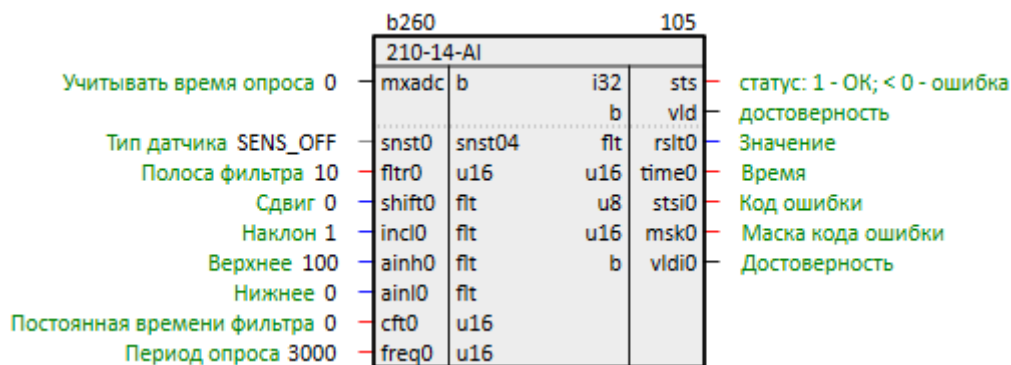 b260 105
210-14-AI
Учитывать время опроса 0 mxadc b i32 sts статус: 1 - ОК; < 0 - ошибка
b vld достоверность
Тип датчика SENS_OFF snst0 snst04 flt rslt0 Значение
Полоса фильтра 10 fltr0 u16 u16 time0 Время
Сдвиг 0 shift0 flt u8 stsi0 Код ошибки
Наклон 1 incl0 flt u16 msk0 Маска кода ошибки
Верхнее 100 ainh0 flt b vldi0 Достоверность
Нижнее 0 ainl0 flt
Постоянная времени фильтра 0 cft0 u16
Период опроса 3000 freq0 u16